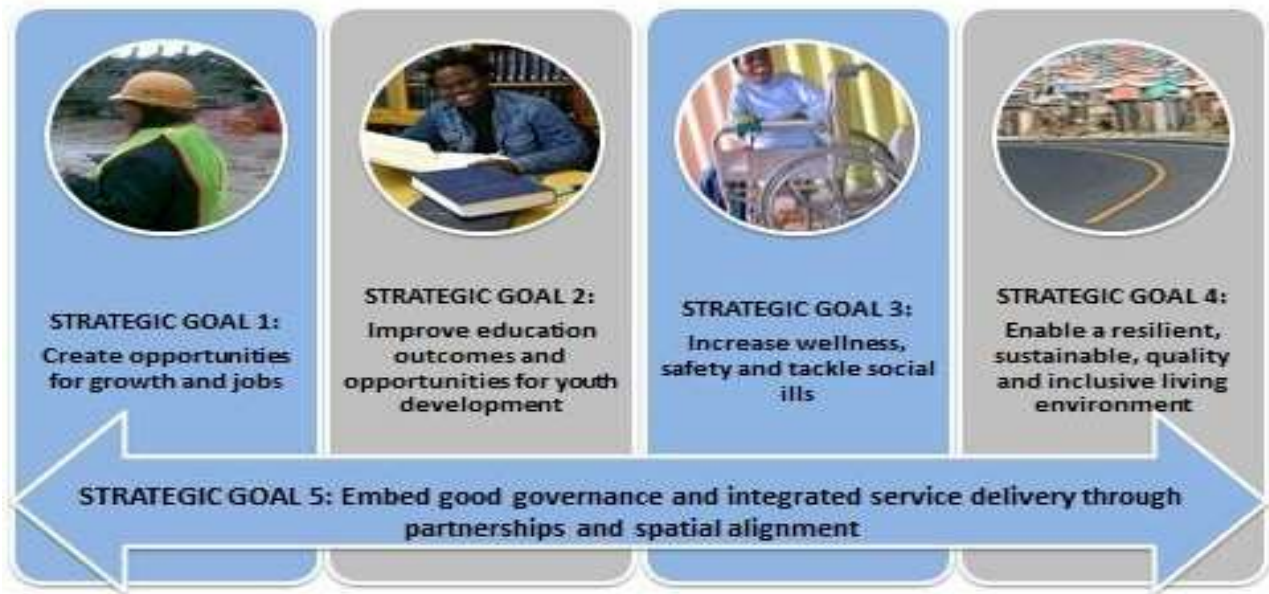 STRATEGIC GOAL 1:
Create opportunities
for growth and jobs
STRATEGIC GOAL 2:
Improve education
outcomes and
opportunities for youth
development
STRATEGIC GOAL 3:
Increase wellness,
safety and tackle social
ills
STRATEGIC GOAL 4:
Enable a resilient,
sustainable, quality
and inclusive living
environment
STRATEGIC GOAL 5: Embed good governance and integrated service delivery through
partnerships and spatial alignment